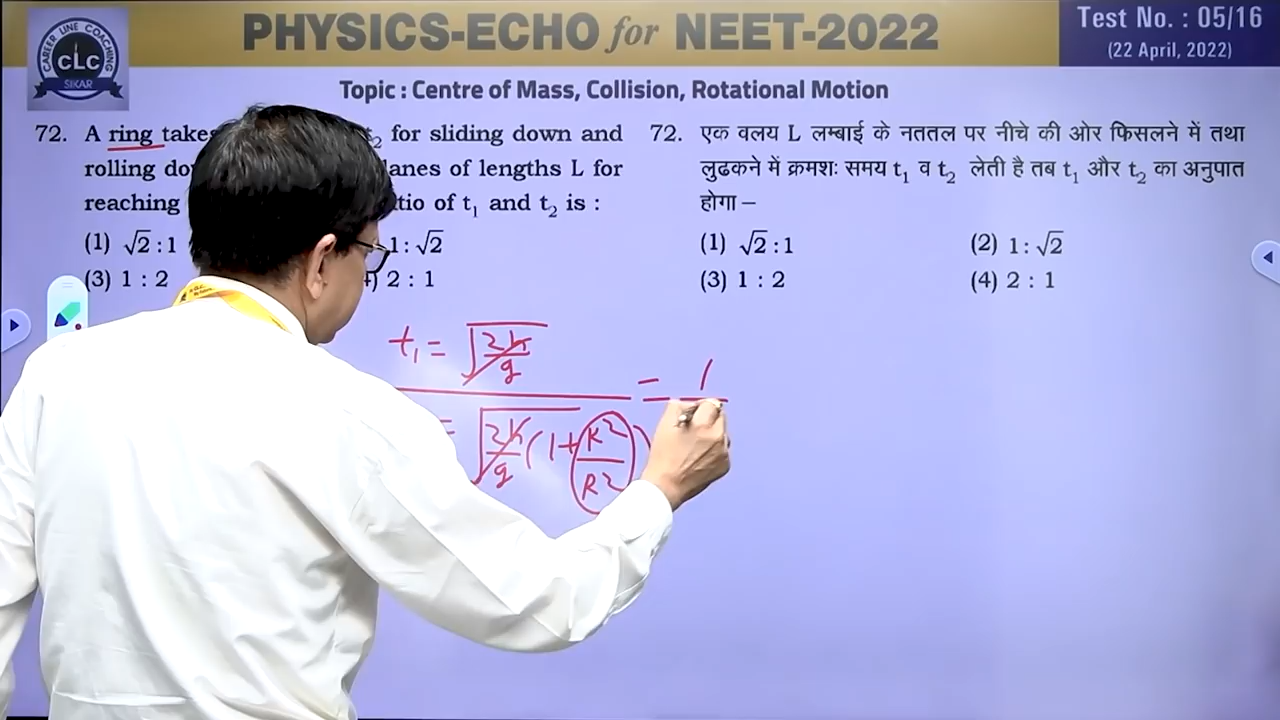 PHYSICS-ECHO for NEET-2022
Test No. : 05/16
(22 April, 2022)
CAREER LINE COACHING
CLC
SIKAR
Topic : Centre of Mass, Collision, Rotational Motion
72. A ring takes t₂ for sliding down and
rolling do lanes of lengths L for
reaching tio of t₁ and t₂ is :
(1) √2 : 1 1 : √2
(3) 1 : 2 4) 2 : 1
72. एक वलय L लम्बाई के नततल पर नीचे की ओर फिसलने में तथा
लुढकने में क्रमशः समय t₁ व t₂ लेती है तब t₁ और t₂ का अनुपात
होगा –
(1) √2 : 1 (2) 1 : √2
(3) 1 : 2 (4) 2 : 1
t₁ = √2h/g = 1
= √2h/g (1+K²/R²)